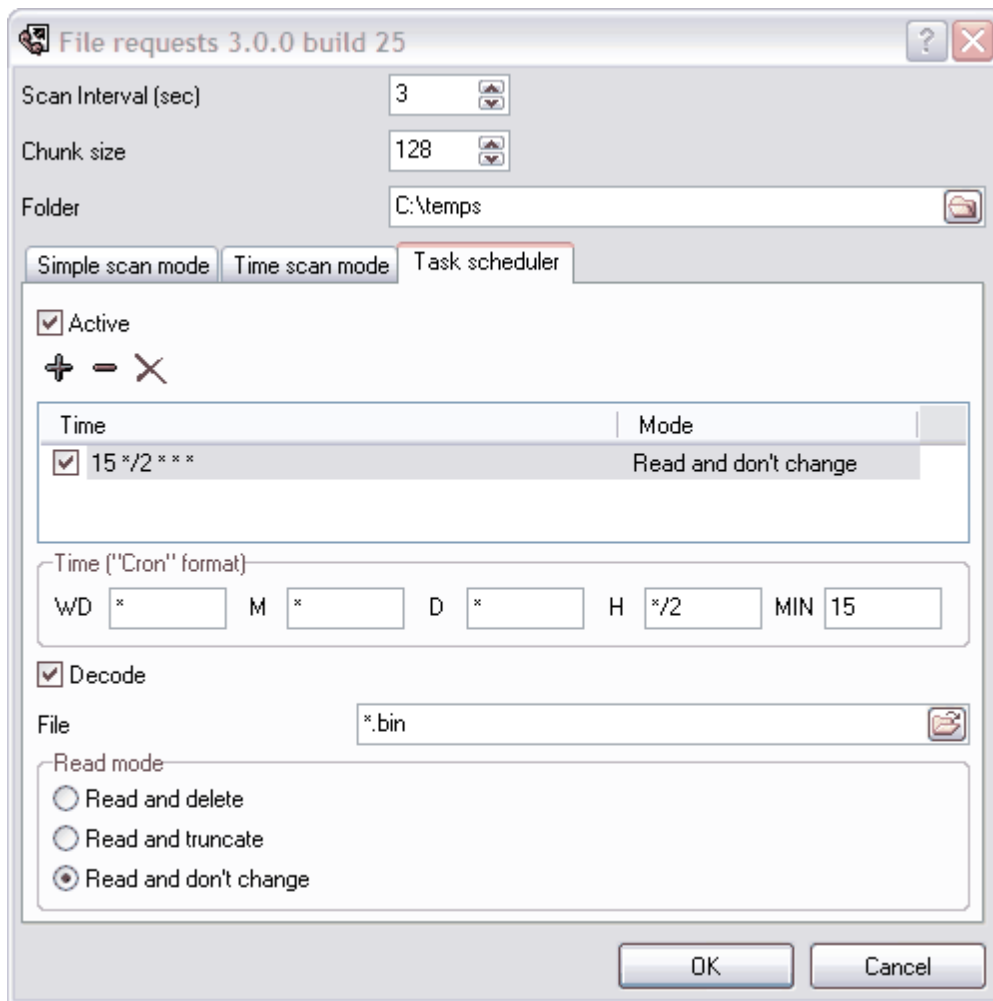 File requests 3.0.0 build 25
?
Scan Interval (sec) 3
Chunk size 128
Folder C:\temps
Simple scan mode Time scan mode Task scheduler
Active
Time Mode
15 */2 * * * Read and don't change
Time ("Cron" format)
WD * M * D * H */2 MIN 15
Decode
File *.bin
Read mode
Read and delete
Read and truncate
Read and don't change
OK Cancel